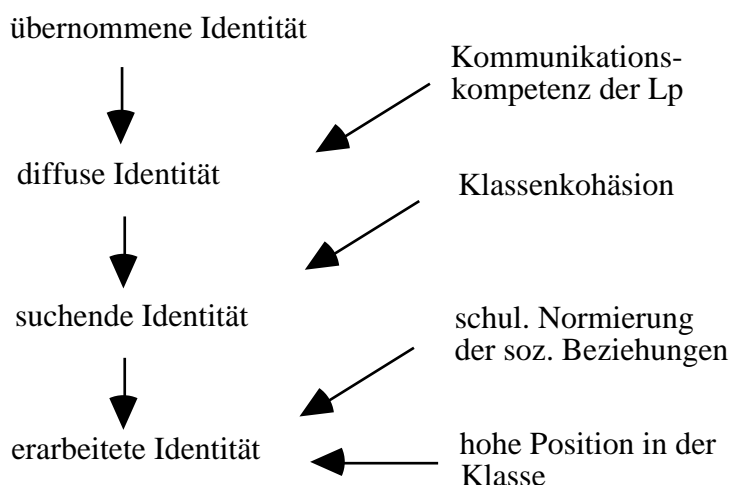 übernommene Identität
Kommunikations-
kompetenz der Lp
diffuse Identität
Klassenkohäsion
suchende Identität
schul. Normierung
der soz. Beziehungen
erarbeitete Identität
hohe Position in der
Klasse